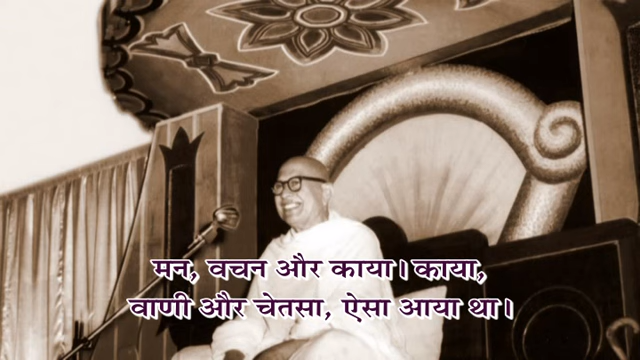 मन, वचन और काया। काया,
वाणी और चेतसा, ऐसा आया था।